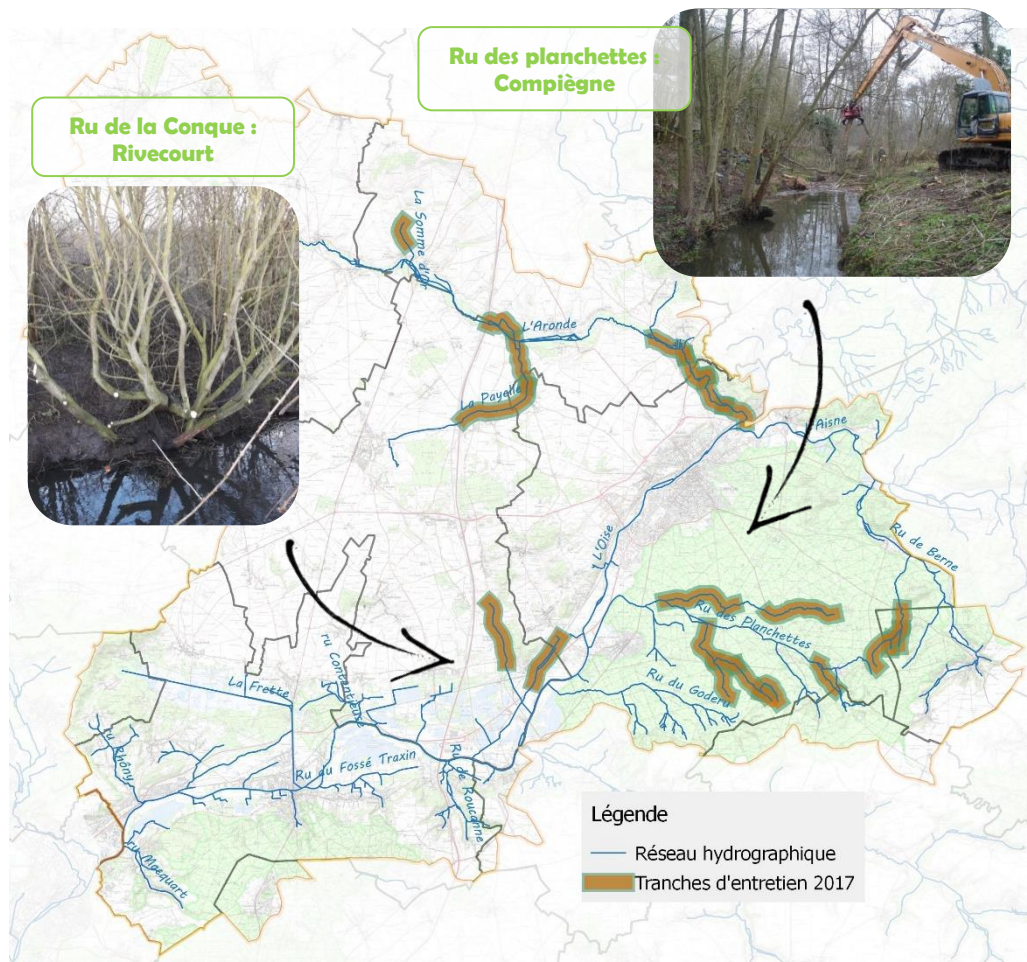 Ru des planchettes :
Compiègne
Ru de la Conque :
Rivecourt
La Somme d'Or
L'Aronde
La Payelle
Aisne
L'Oise
Ru de Berne
Ru des Planchettes
Ru du Goderu
ru Contentieuse
La Frette
ru Rhôny
Ru du Fossé Traxin
Ru de Roucanne
ru Macquart
Légende
Réseau hydrographique
Tranches d'entretien 2017